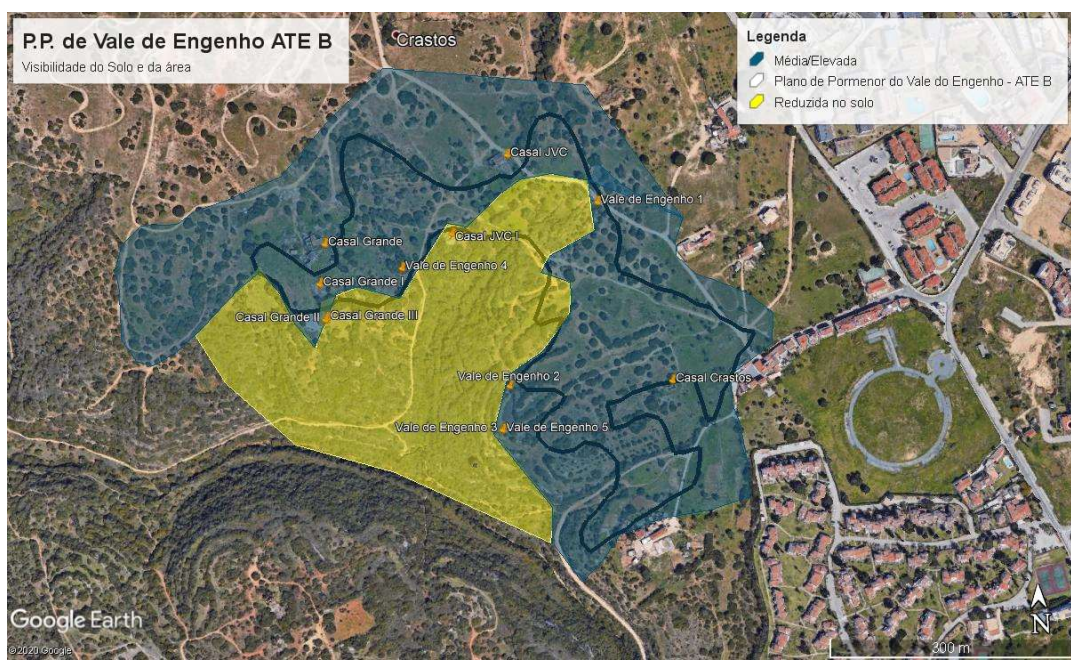 P.P. de Vale de Engenho ATE B
Visibilidade do Solo e da área
Crastos
Legenda
Média/Elevada
Plano de Pormenor do Vale do Engenho - ATE B
Reduzida no solo
Casal JVC
Vale de Engenho 1
Casal JVC I
Casal Grande
Vale de Engenho 4
Casal Grande I
Casal Grande II
Casal Grande III
Vale de Engenho 2
Casal Crastos
Vale de Engenho 3
Vale de Engenho 5
Google Earth
©2020 Google
N
300 m